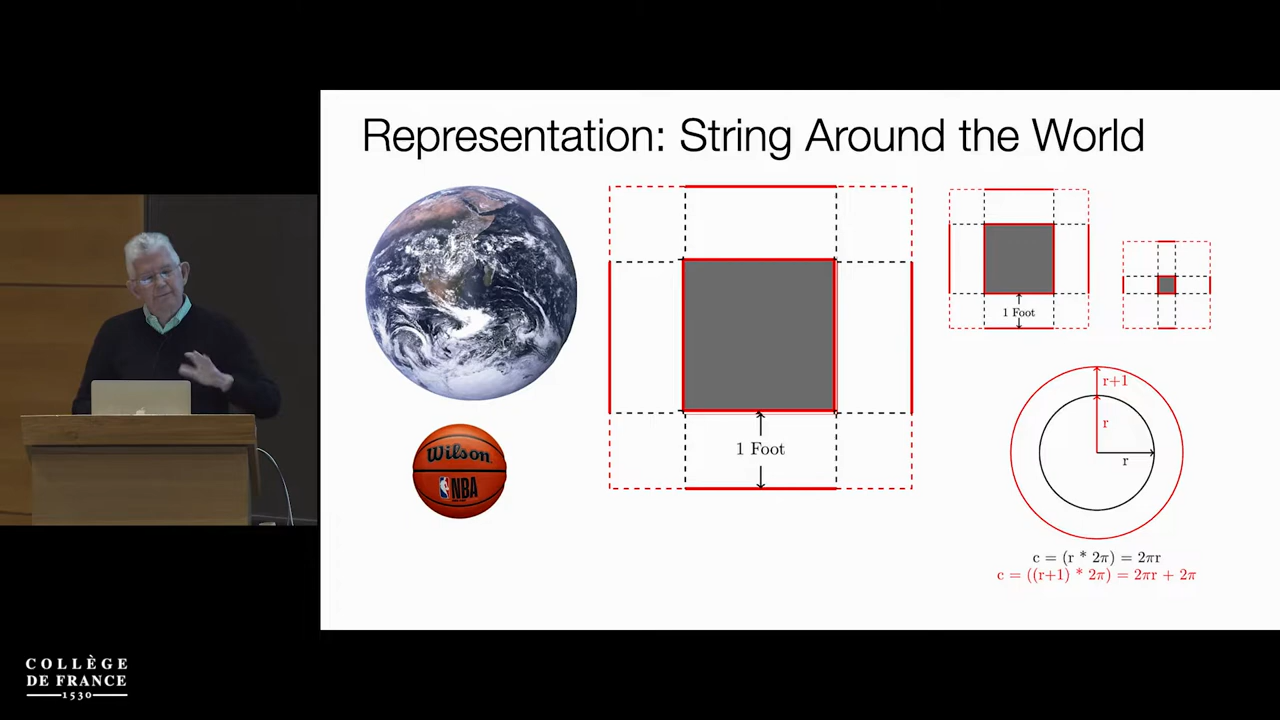 Representation: String Around the World
1 Foot
1 Foot
Wilson
NBA
r+1
r
r
c = (r * 2π) = 2πr
c = ((r+1) * 2π) = 2πr + 2π
COLLÈGE
DE FRANCE
1530